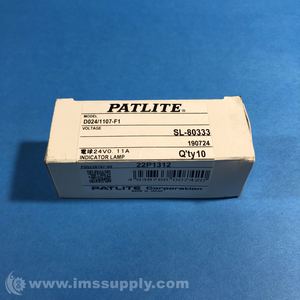 PATLITE®
MODEL
D024/1107-F1
VOLTAGE
SL-80333
190724
電球24V0.11A
INDICATOR LAMP
Q'ty10
22P1312
PATLITE Corporation
www.imssupply.com